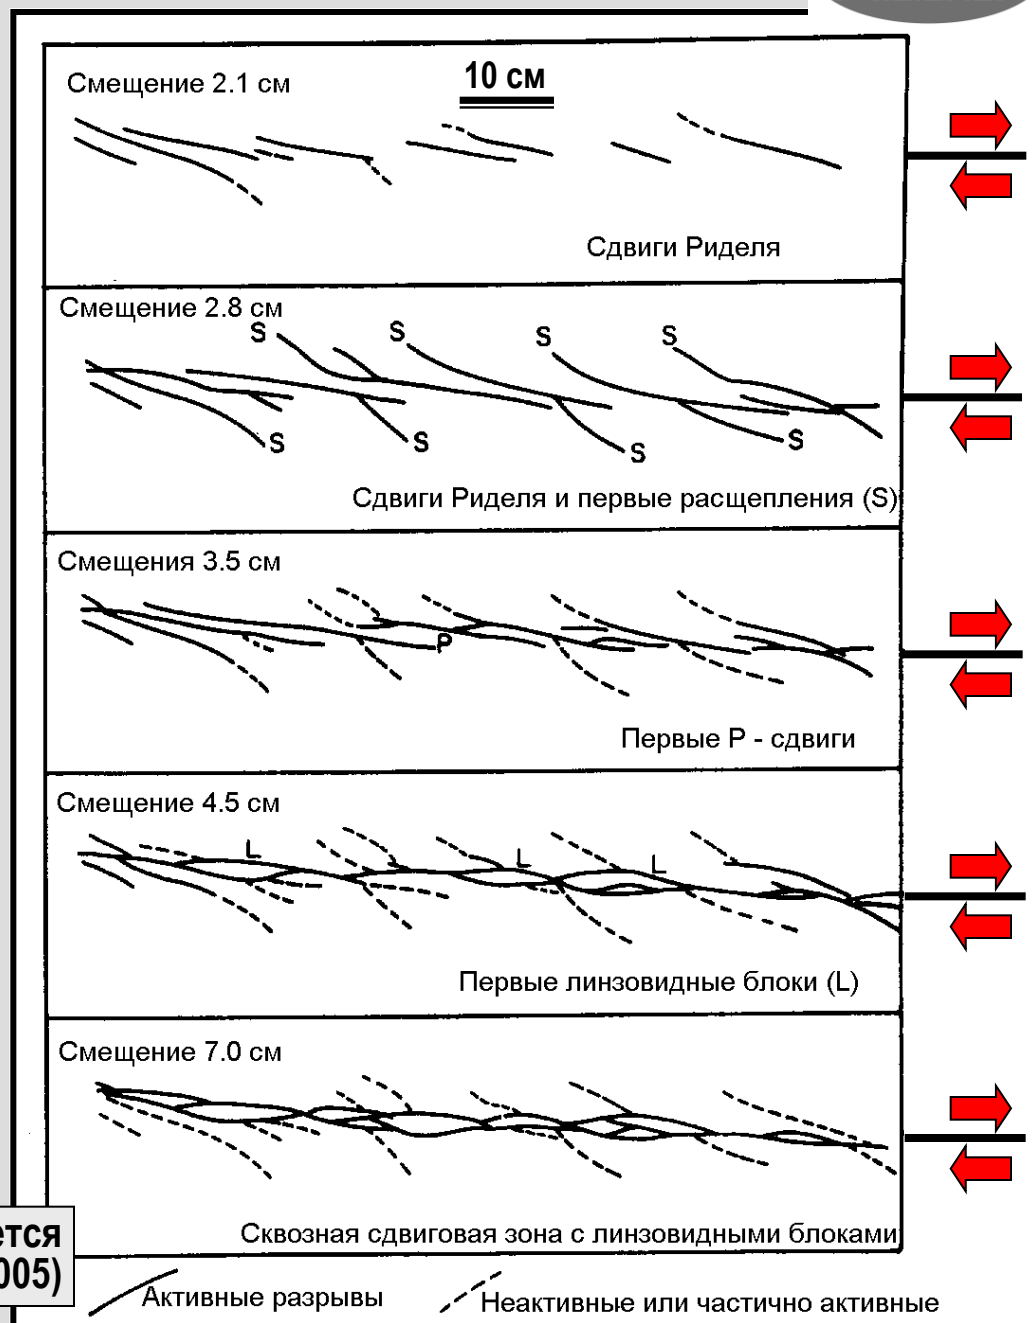 Смещение 2.1 см
10 см
Сдвиги Риделя
Смещение 2.8 см
S
S
S
S
S
S
S
S
Сдвиги Риделя и первые расщепления (S)
Смещения 3.5 см
P
Первые Р - сдвиги
Смещение 4.5 см
L
L
L
Первые линзовидные блоки (L)
Смещение 7.0 см
Сквозная сдвиговая зона с линзовидными блоками
ется
005)
Активные разрывы
Неактивные или частично активные